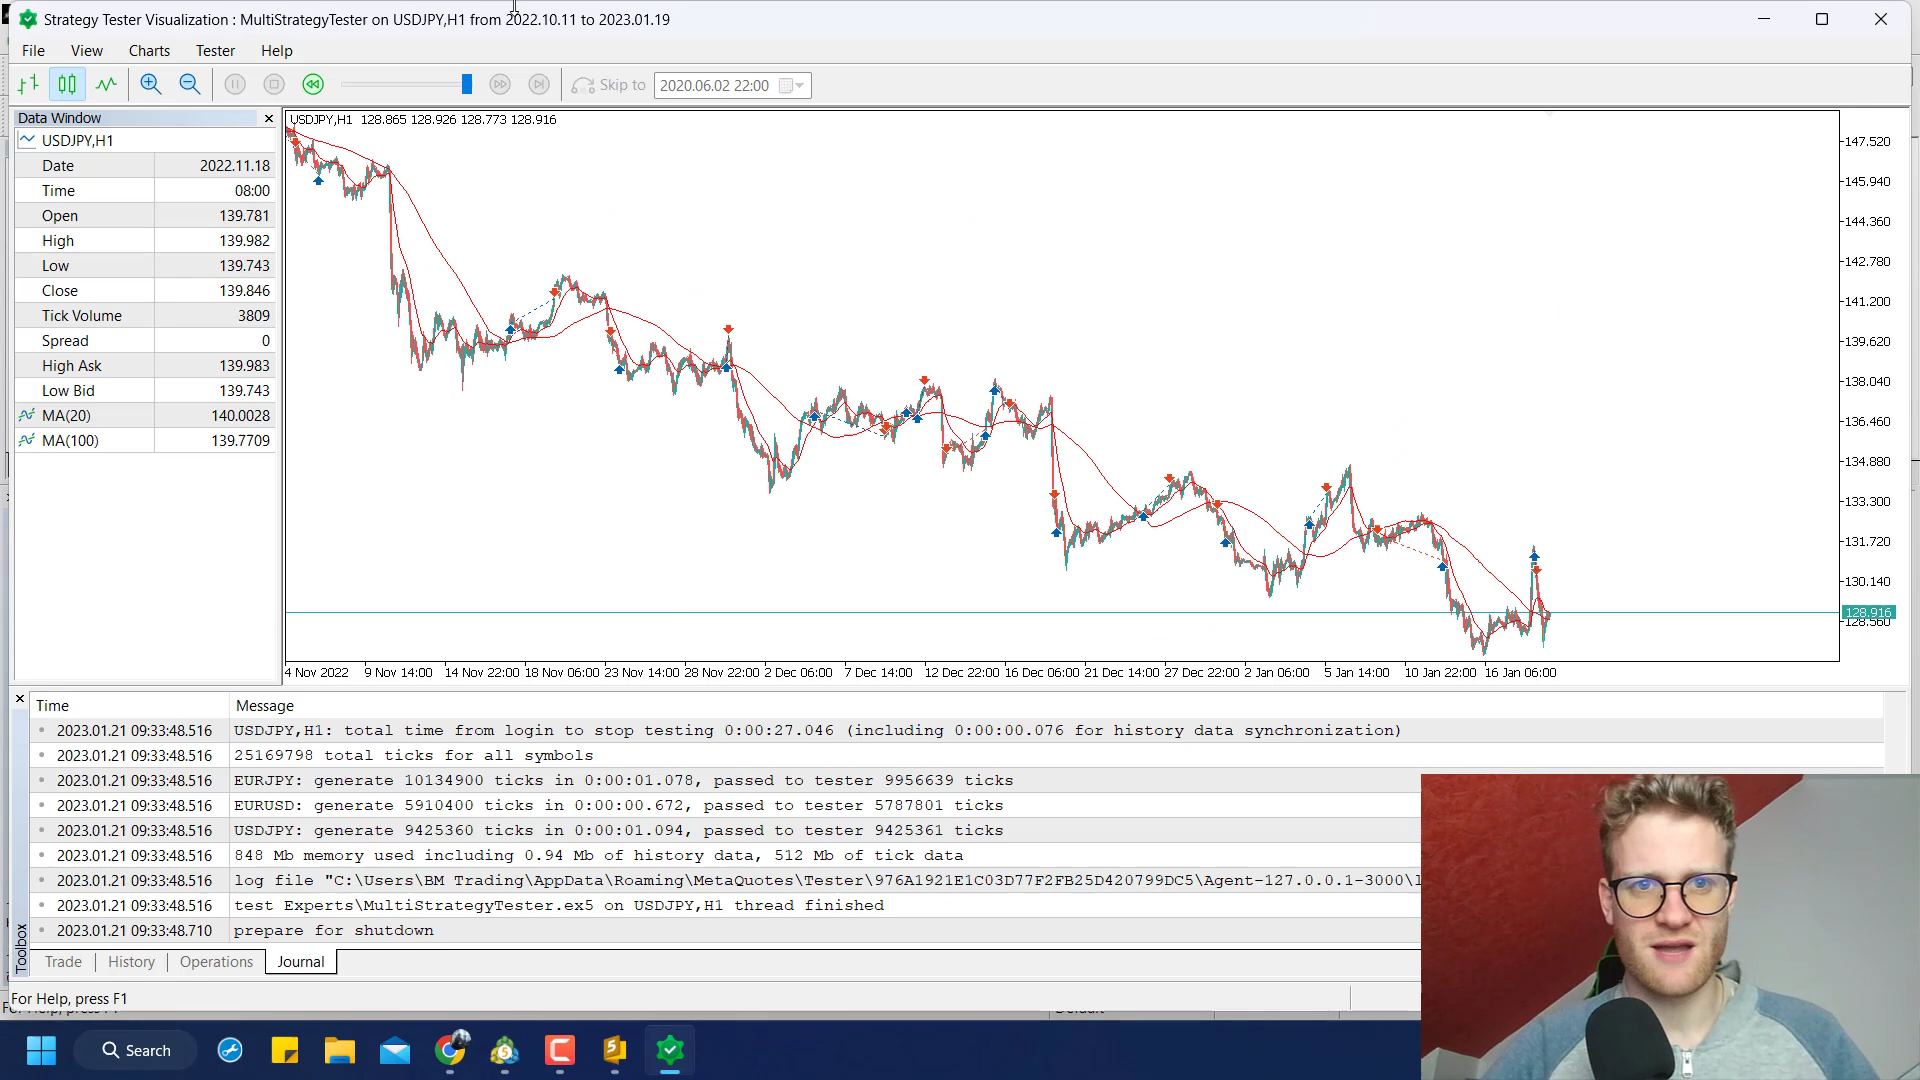 Strategy Tester Visualization : MultiStrategyTester on USDJPY,H1 from 2022.10.11 to 2023.01.19
File View Charts Tester Help
Skip to 2020.06.02 22:00
Data Window
USDJPY,H1
Date 2022.11.18
Time 08:00
Open 139.781
High 139.982
Low 139.743
Close 139.846
Tick Volume 3809
Spread 0
High Ask 139.983
Low Bid 139.743
MA(20) 140.0028
MA(100) 139.7709
USDJPY,H1 128.865 128.926 128.773 128.916
147.520
145.940
144.360
142.780
141.200
139.620
138.040
136.460
134.880
133.300
131.720
130.140
128.916
128.560
4 Nov 2022 9 Nov 14:00 14 Nov 22:00 18 Nov 06:00 23 Nov 14:00 28 Nov 22:00 2 Dec 06:00 7 Dec 14:00 12 Dec 22:00 16 Dec 06:00 21 Dec 14:00 27 Dec 22:00 2 Jan 06:00 5 Jan 14:00 10 Jan 22:00 16 Jan 06:00
Time Message
2023.01.21 09:33:48.516 USDJPY,H1: total time from login to stop testing 0:00:27.046 (including 0:00:00.076 for history data synchronization)
2023.01.21 09:33:48.516 25169798 total ticks for all symbols
2023.01.21 09:33:48.516 EURJPY: generate 10134900 ticks in 0:00:01.078, passed to tester 9956639 ticks
2023.01.21 09:33:48.516 EURUSD: generate 5910400 ticks in 0:00:00.672, passed to tester 5787801 ticks
2023.01.21 09:33:48.516 USDJPY: generate 9425360 ticks in 0:00:01.094, passed to tester 9425361 ticks
2023.01.21 09:33:48.516 848 Mb memory used including 0.94 Mb of history data, 512 Mb of tick data
2023.01.21 09:33:48.516 log file "C:\Users\BM Trading\AppData\Roaming\MetaQuotes\Tester\976A1921E1C03D77F2FB25D420799DC5\Agent-127.0.0.1-3000\l
2023.01.21 09:33:48.516 test Experts\MultiStrategyTester.ex5 on USDJPY,H1 thread finished
2023.01.21 09:33:48.710 prepare for shutdown
Toolbox
Trade History Operations Journal
For Help, press F1
Search